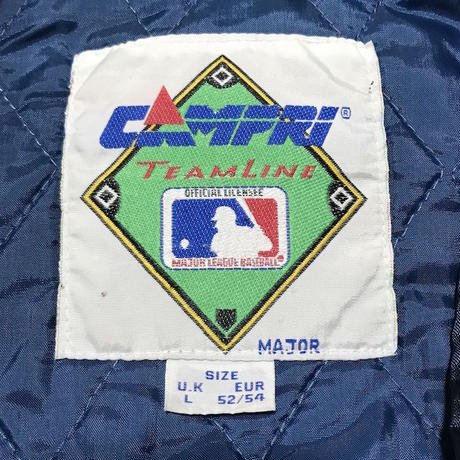 CAMPRI®
TEAMLINE
OFFICIAL LICENSEE
MAJOR LEAGUE BASEBALL
MAJOR
SIZE
U.K EUR
L 52/54